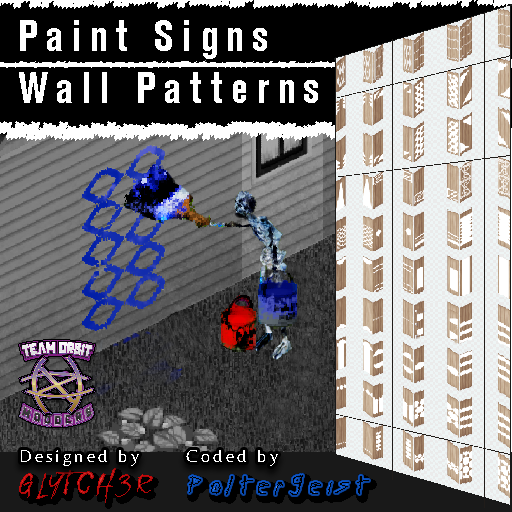 Paint Signs
Wall Patterns
TEAM ORBIT
MODDING
Designed by
GLYTCH3R
Coded by
Poltergeist